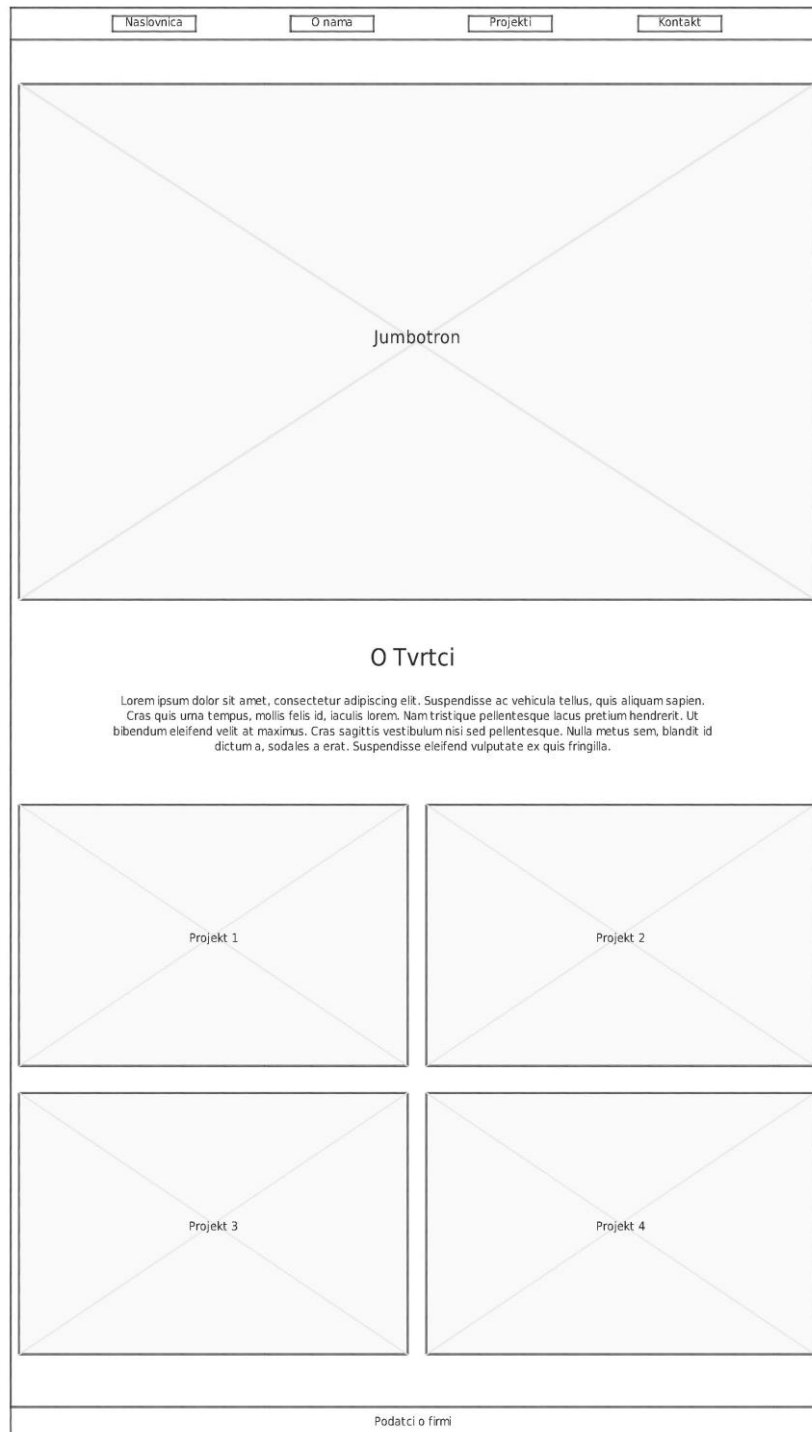 Naslovnica
O nama
Projekti
Kontakt
Jumbotron
O Tvrtci
Lorem ipsum dolor sit amet, consectetur adipiscing elit. Suspendisse ac vehicula tellus, quis aliquam sapien.
Cras quis urna tempus, mollis felis id, iaculis lorem. Nam tristique pellentesque lacus pretium hendrerit. Ut
bibendum eleifend velit at maximus. Cras sagittis vestibulum nisi sed pellentesque. Nulla metus sem, blandit id
dictum a, sodales a erat. Suspendisse eleifend vulputate ex quis fringilla.
Projekt 1
Projekt 2
Projekt 3
Projekt 4
Podatci o firmi